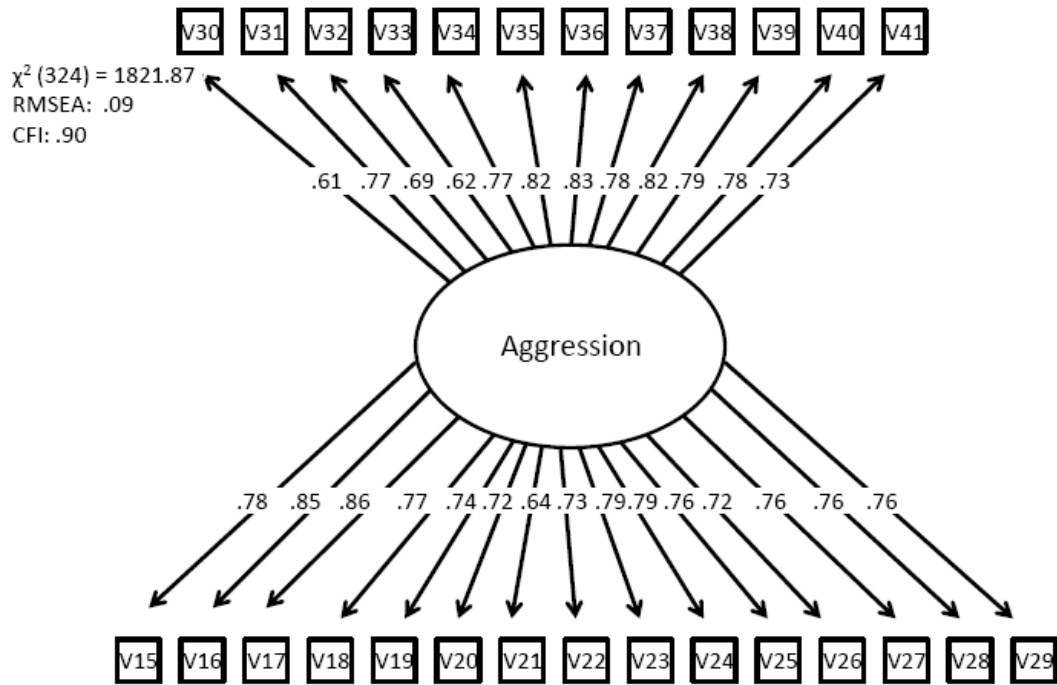 V30 V31 V32 V33 V34 V35 V36 V37 V38 V39 V40 V41
χ² (324) = 1821.87
RMSEA: .09
CFI: .90
.61 .77 .69 .62 .77 .82 .83 .78 .82 .79 .78 .73
Aggression
.78 .85 .86 .77 .74 .72 .64 .73 .79 .79 .76 .72 .76 .76 .76
V15 V16 V17 V18 V19 V20 V21 V22 V23 V24 V25 V26 V27 V28 V29